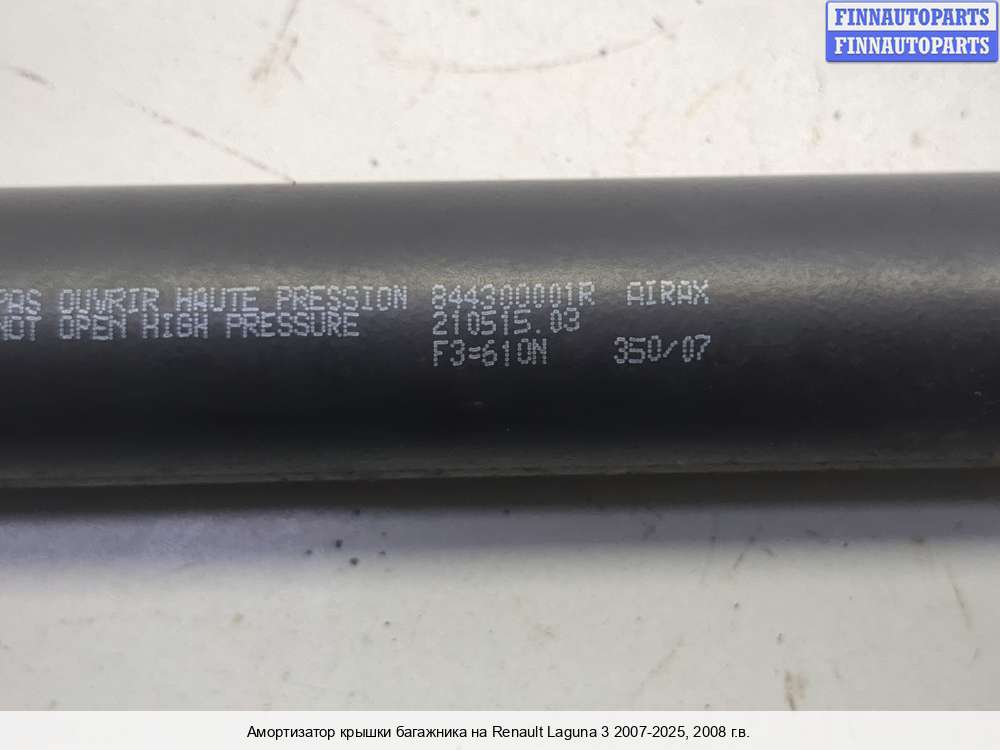 FINNAUTOPARTS
FINNAUTOPARTS
PAS OUVRIR HAUTE PRESSION 844300001R AIRAX
NOT OPEN HIGH PRESSURE 210515.03
F3=610N 350/07
Амортизатор крышки багажника на Renault Laguna 3 2007-2025, 2008 г.в.